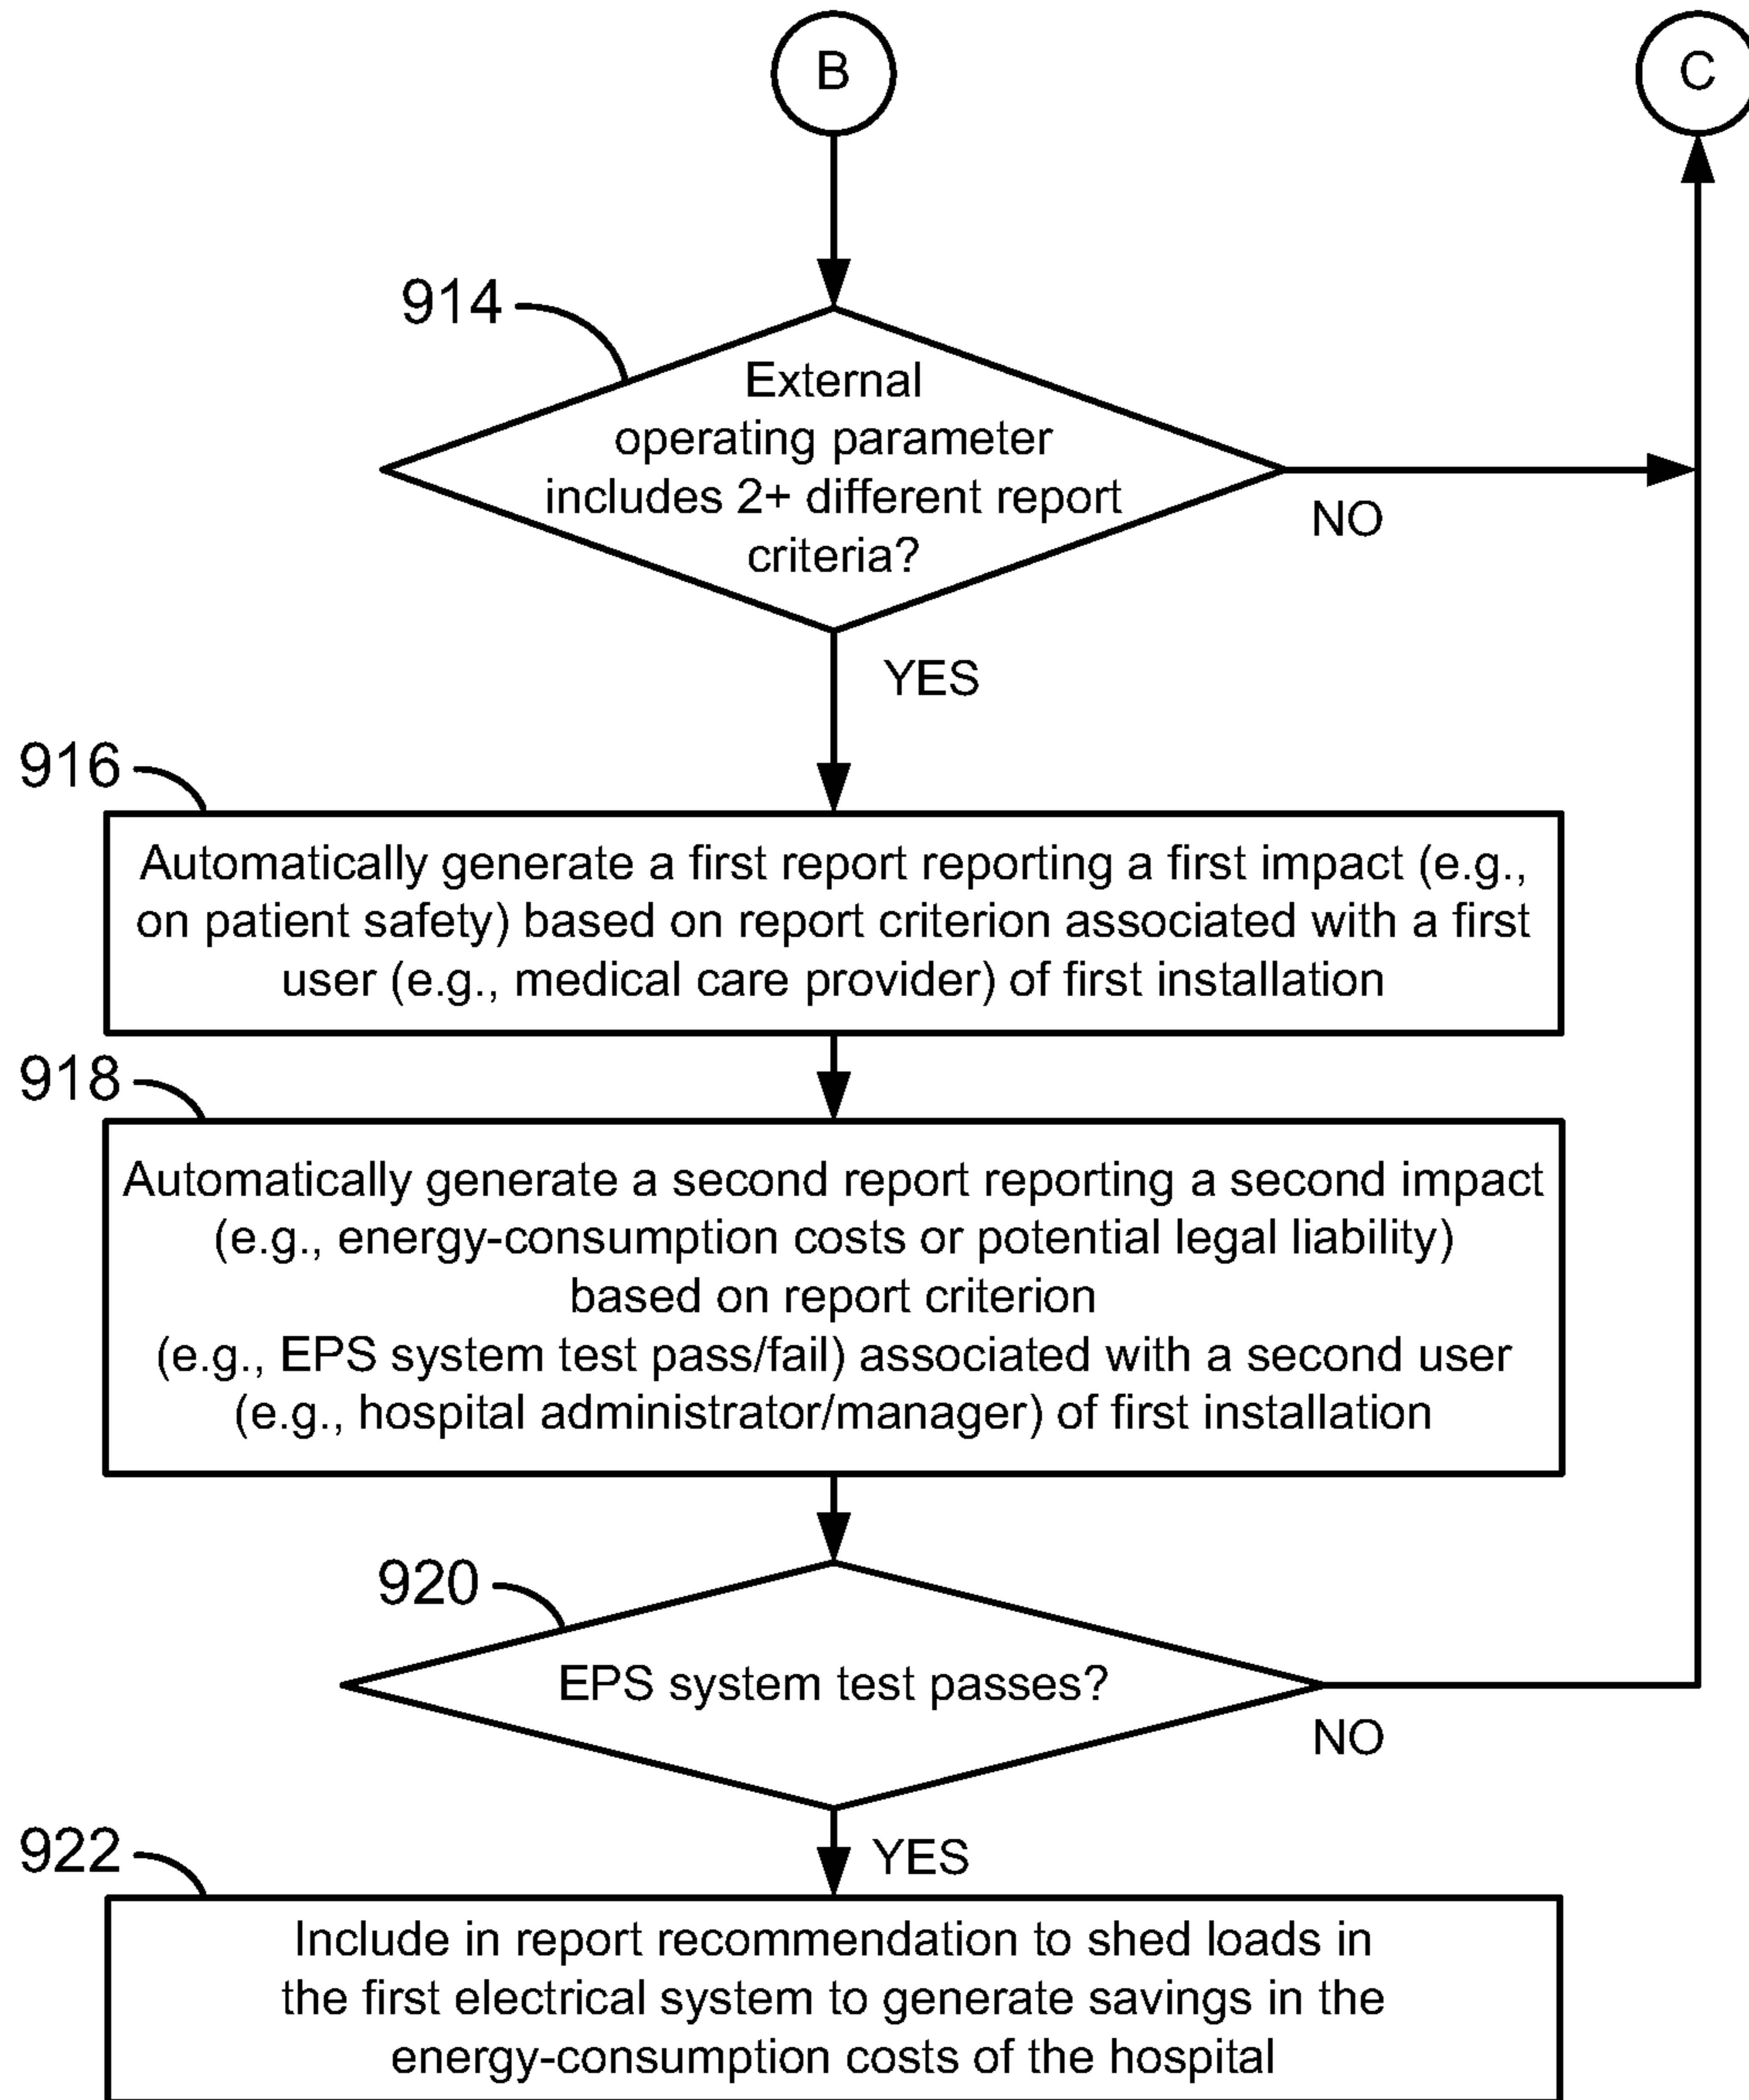 B
C
914
External
operating parameter
includes 2+ different report
criteria?
NO
YES
916
Automatically generate a first report reporting a first impact (e.g.,
on patient safety) based on report criterion associated with a first
user (e.g., medical care provider) of first installation
918
Automatically generate a second report reporting a second impact
(e.g., energy-consumption costs or potential legal liability)
based on report criterion
(e.g., EPS system test pass/fail) associated with a second user
(e.g., hospital administrator/manager) of first installation
920
EPS system test passes?
NO
YES
922
Include in report recommendation to shed loads in
the first electrical system to generate savings in the
energy-consumption costs of the hospital